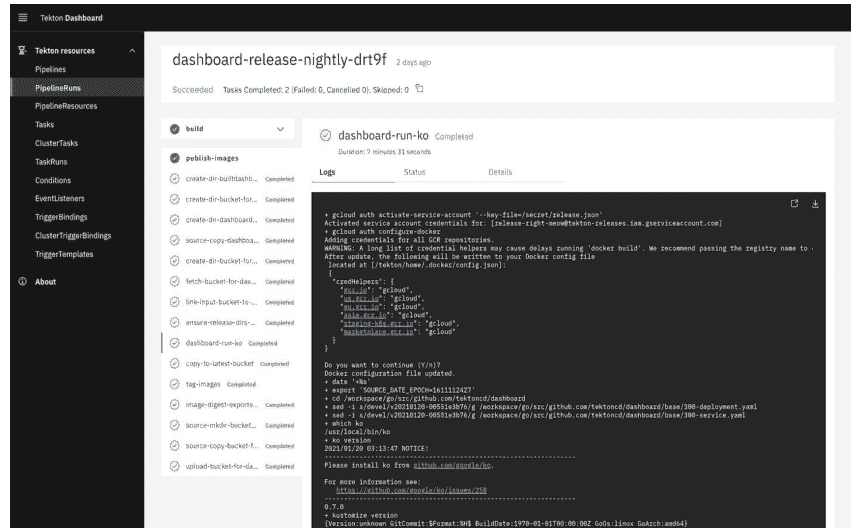 Tekton Dashboard
Tekton resources
Pipelines
PipelineRuns
PipelineResources
Tasks
ClusterTasks
TaskRuns
Conditions
EventListeners
TriggerBindings
ClusterTriggerBindings
TriggerTemplates
About
dashboard-release-nightly-drt9f 2 days ago
Succeeded Tasks Completed: 2 (Failed: 0, Cancelled 0), Skipped: 0
build
publish-images
create-dir-builtdashb... Completed
create-dir-bucket-for... Completed
create-dir-dashboard... Completed
source-copy-dashboa... Completed
create-dir-bucket-for... Completed
fetch-bucket-for-das... Completed
link-input-bucket-to-... Completed
ensure-release-dirs-... Completed
dashboard-run-ko Completed
copy-to-latest-bucket Completed
tag-images Completed
image-digest-exporte... Completed
source-mkdir-bucket... Completed
source-copy-bucket-f... Completed
upload-bucket-for-da... Completed
dashboard-run-ko Completed
Duration: 7 minutes 31 seconds
Logs Status Details
+ gcloud auth activate-service-account '--key-file=/secret/release.json'
Activated service account credentials for: [release-right-meow@tekton-releases.iam.gserviceaccount.com]
+ gcloud auth configure-docker
Adding credentials for all GCR repositories.
WARNING: A long list of credential helpers may cause delays running 'docker build'. We recommend passing the registry name to
After update, the following will be written to your Docker config file
located at [/tekton/home/.docker/config.json]:
{
"credHelpers": {
"gcr.io": "gcloud",
"us.gcr.io": "gcloud",
"eu.gcr.io": "gcloud",
"asia.gcr.io": "gcloud",
"staging-k8s.gcr.io": "gcloud",
"marketplace.gcr.io": "gcloud"
}
}
Do you want to continue (Y/n)?
Docker configuration file updated.
+ date '+%s'
+ export 'SOURCE_DATE_EPOCH=1611112427'
+ cd /workspace/go/src/github.com/tektoncd/dashboard
+ sed -i s/devel/v20210120-00551e3b76/g /workspace/go/src/github.com/tektoncd/dashboard/base/300-deployment.yaml
+ sed -i s/devel/v20210120-00551e3b76/g /workspace/go/src/github.com/tektoncd/dashboard/base/300-service.yaml
+ which ko
/usr/local/bin/ko
+ ko version
2021/01/20 03:13:47 NOTICE!
-----------------------------------------------------------------
Please install ko from github.com/google/ko.
For more information see:
https://github.com/google/ko/issues/258
-----------------------------------------------------------------
0.7.0
+ kustomize version
{Version:unknown GitCommit:$Format:%H$ BuildDate:1970-01-01T00:00:00Z GoOs:linux GoArch:amd64}